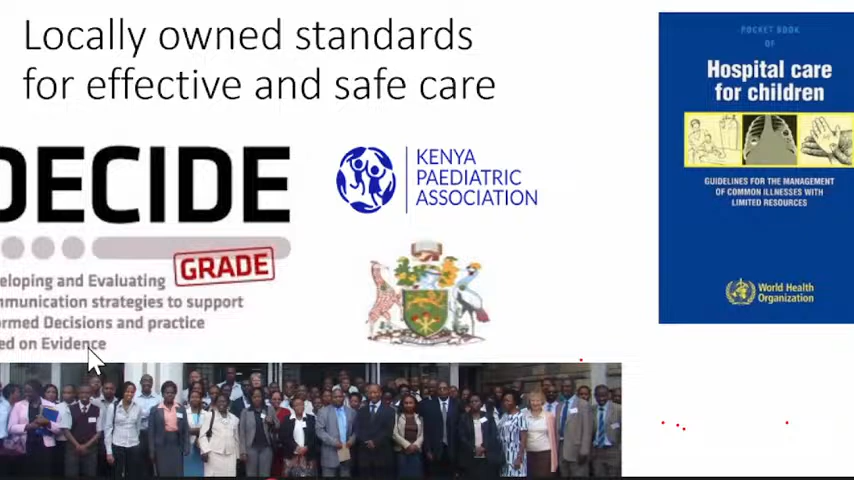 Locally owned standards
for effective and safe care
DECIDE
GRADE
eloping and Evaluating
mmunication strategies to support
ormed Decisions and practice
ed on Evidence
KENYA
PAEDIATRIC
ASSOCIATION
POCKET BOOK
OF
Hospital care
for children
GUIDELINES FOR THE MANAGEMENT
OF COMMON ILLNESSES WITH
LIMITED RESOURCES
World Health
Organization